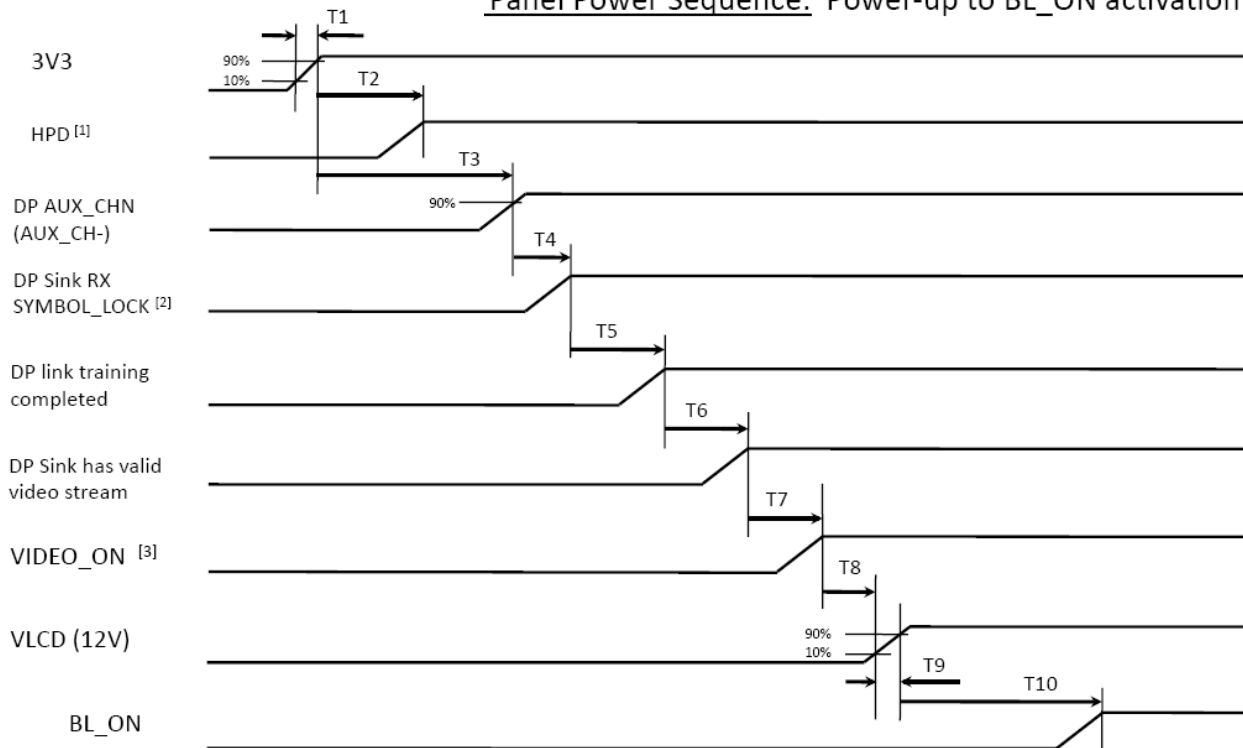 Panel Power Sequence: Power-up to BL_ON activation
T1
3V3
90%
10%
T2
HPD [1]
T3
DP AUX_CHN
(AUX_CH-)
90%
T4
DP Sink RX
SYMBOL_LOCK [2]
T5
DP link training
completed
T6
DP Sink has valid
video stream
T7
VIDEO_ON [3]
T8
VLCD (12V)
90%
10%
T9
T10
BL_ON